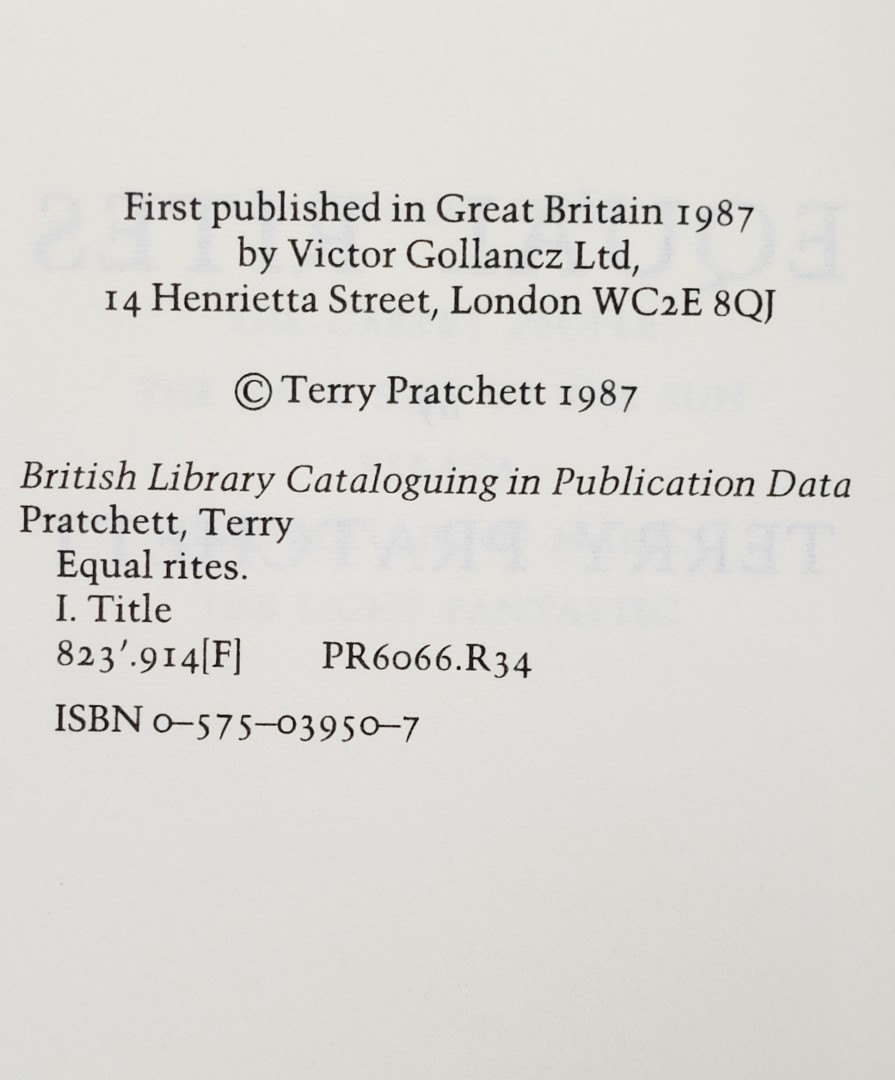 First published in Great Britain 1987
by Victor Gollancz Ltd,
14 Henrietta Street, London WC2E 8QJ
© Terry Pratchett 1987
British Library Cataloguing in Publication Data
Pratchett, Terry
Equal rites.
I. Title
823′.914[F] PR6066.R34
ISBN 0–575–03950–7